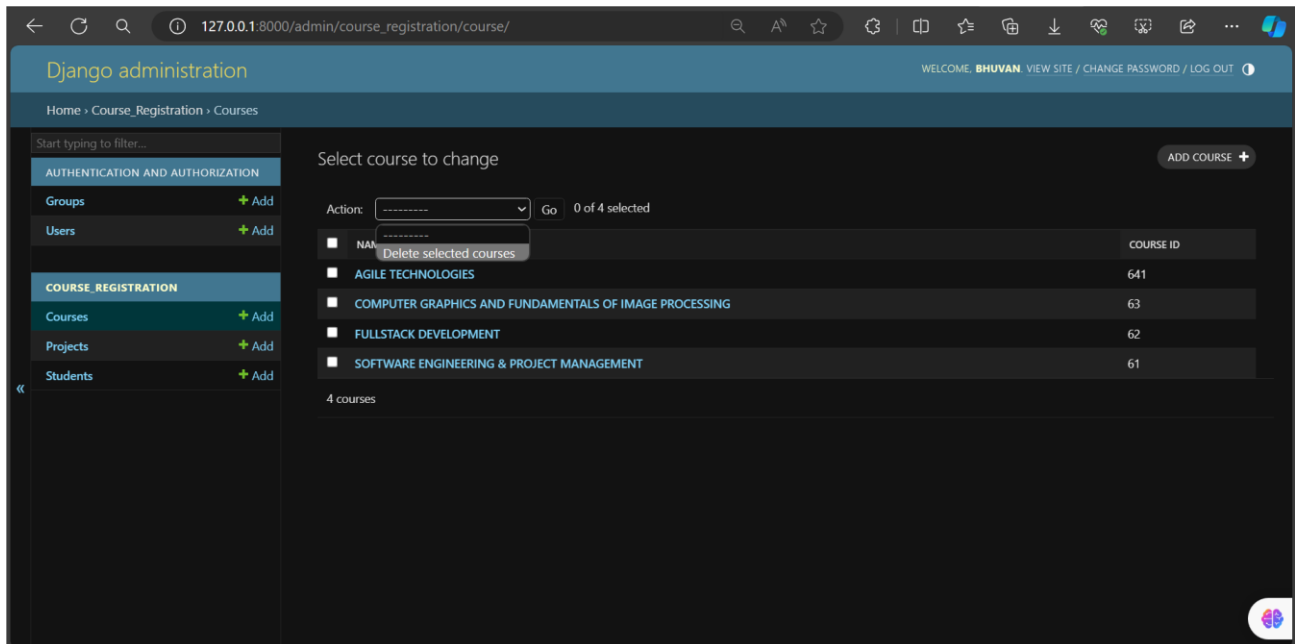 127.0.0.1:8000/admin/course_registration/course/
Django administration
WELCOME, BHUVAN. VIEW SITE / CHANGE PASSWORD / LOG OUT
Home › Course_Registration › Courses
Start typing to filter...
AUTHENTICATION AND AUTHORIZATION
Groups + Add
Users + Add
COURSE_REGISTRATION
Courses + Add
Projects + Add
Students + Add
«
Select course to change
ADD COURSE +
Action: --------- Go 0 of 4 selected
---------
Delete selected courses
COURSE ID
AGILE TECHNOLOGIES 641
COMPUTER GRAPHICS AND FUNDAMENTALS OF IMAGE PROCESSING 63
FULLSTACK DEVELOPMENT 62
SOFTWARE ENGINEERING & PROJECT MANAGEMENT 61
4 courses